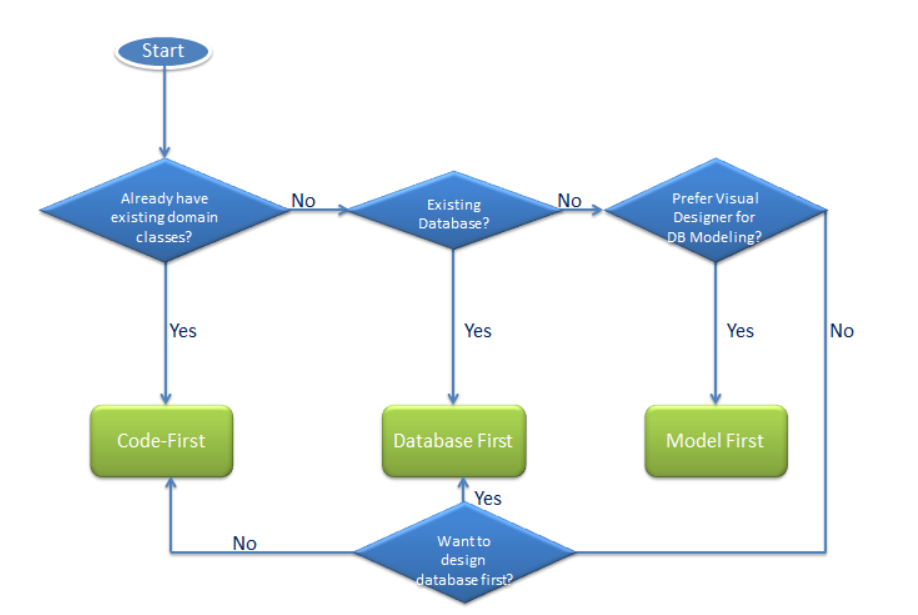 Start
Already have
existing domain
classes?
No
Existing
Database?
No
Prefer Visual
Designer for
DB Modeling?
Yes
Yes
Yes
No
Code-First
Database First
Model First
Yes
No
Want to
design
database first?